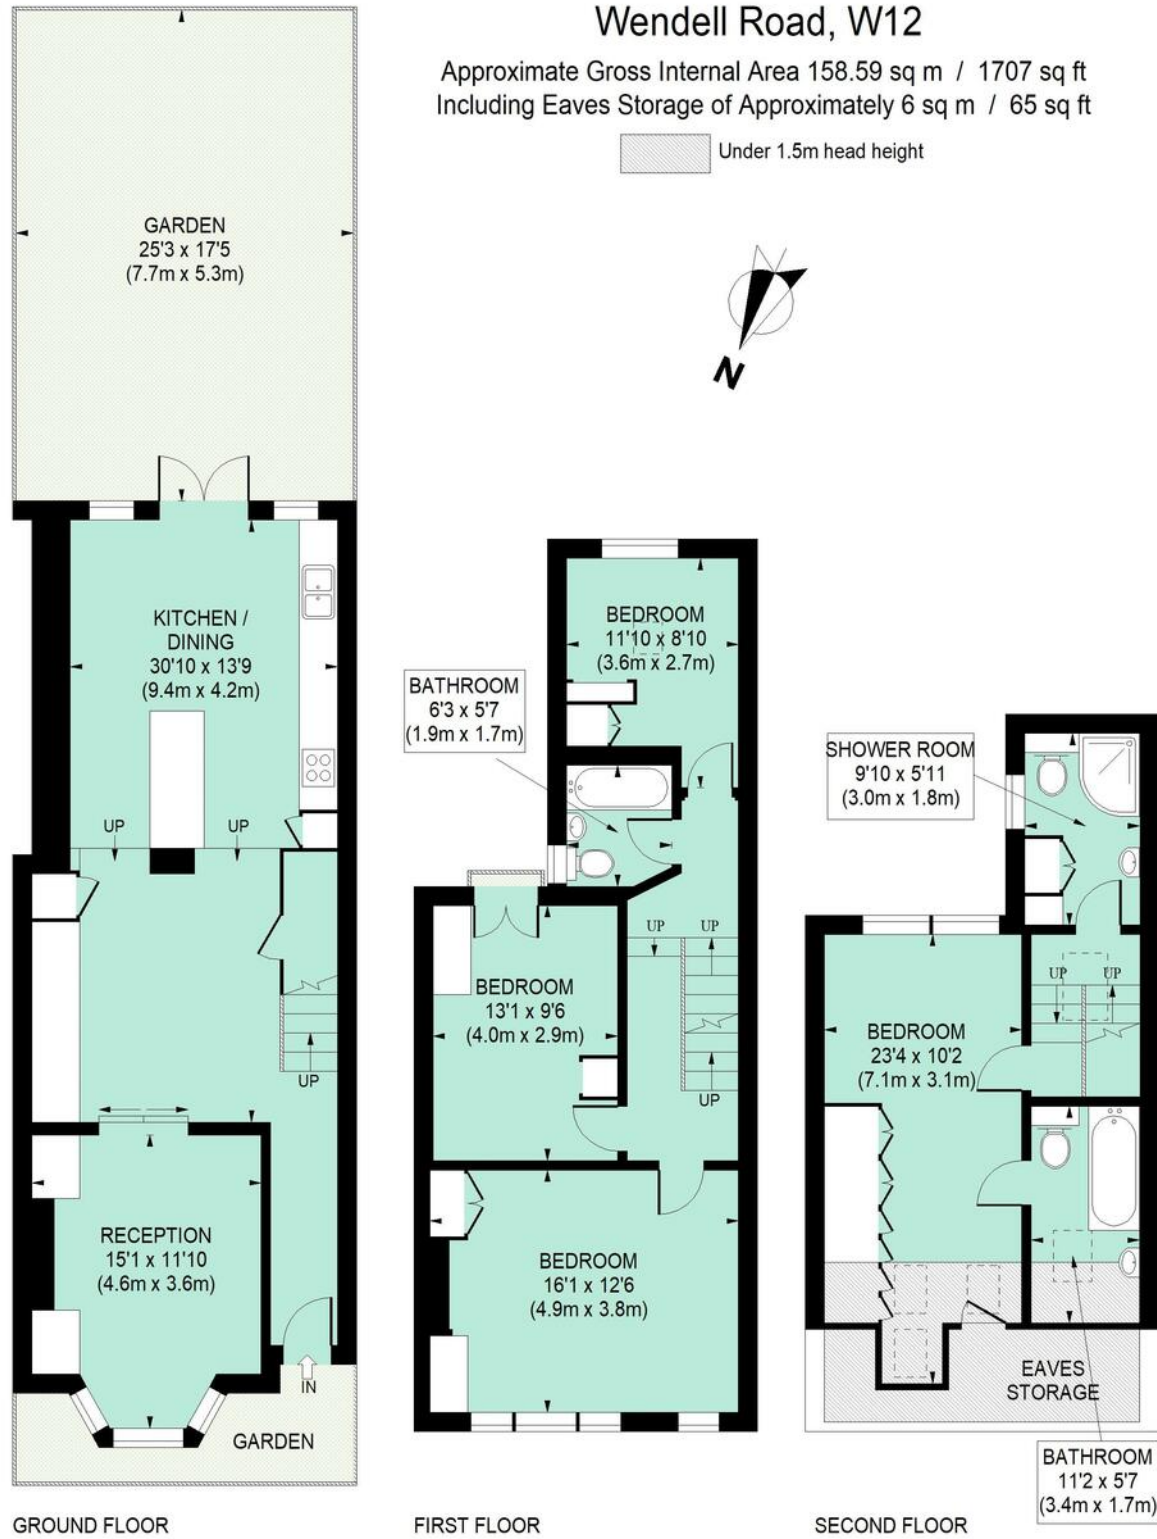 Wendell Road, W12
Approximate Gross Internal Area 158.59 sq m / 1707 sq ft
Including Eaves Storage of Approximately 6 sq m / 65 sq ft
Under 1.5m head height
N
GARDEN
25'3 x 17'5
(7.7m x 5.3m)
KITCHEN /
DINING
30'10 x 13'9
(9.4m x 4.2m)
UP
UP
UP
RECEPTION
15'1 x 11'10
(4.6m x 3.6m)
IN
GARDEN
GROUND FLOOR
BEDROOM
11'10 x 8'10
(3.6m x 2.7m)
BATHROOM
6'3 x 5'7
(1.9m x 1.7m)
UP
UP
BEDROOM
13'1 x 9'6
(4.0m x 2.9m)
UP
BEDROOM
16'1 x 12'6
(4.9m x 3.8m)
FIRST FLOOR
SHOWER ROOM
9'10 x 5'11
(3.0m x 1.8m)
UP
UP
BEDROOM
23'4 x 10'2
(7.1m x 3.1m)
EAVES
STORAGE
BATHROOM
11'2 x 5'7
(3.4m x 1.7m)
SECOND FLOOR